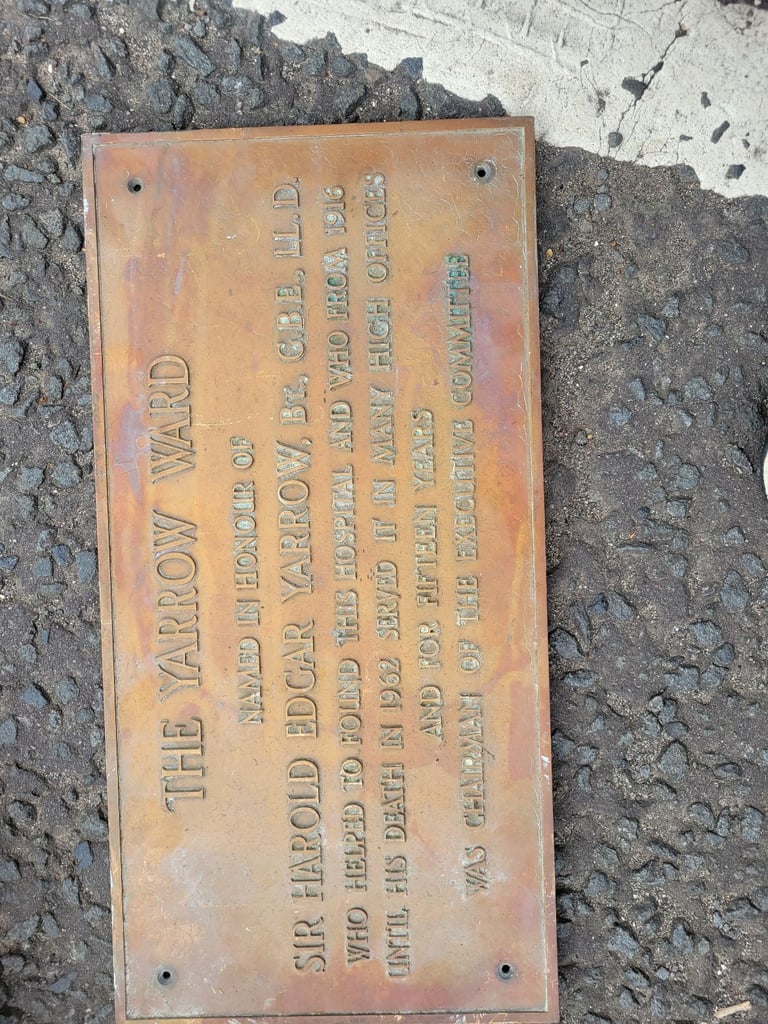 THE YARROW WARD
NAMED IN HONOUR OF
SIR HAROLD EDGAR YARROW, BT., G.B.E., LL.D.
WHO HELPED TO FOUND THIS HOSPITAL AND WHO FROM 1916
UNTIL HIS DEATH IN 1962 SERVED IT IN MANY HIGH OFFICES
AND FOR FIFTEEN YEARS
WAS CHAIRMAN OF THE EXECUTIVE COMMITTEE